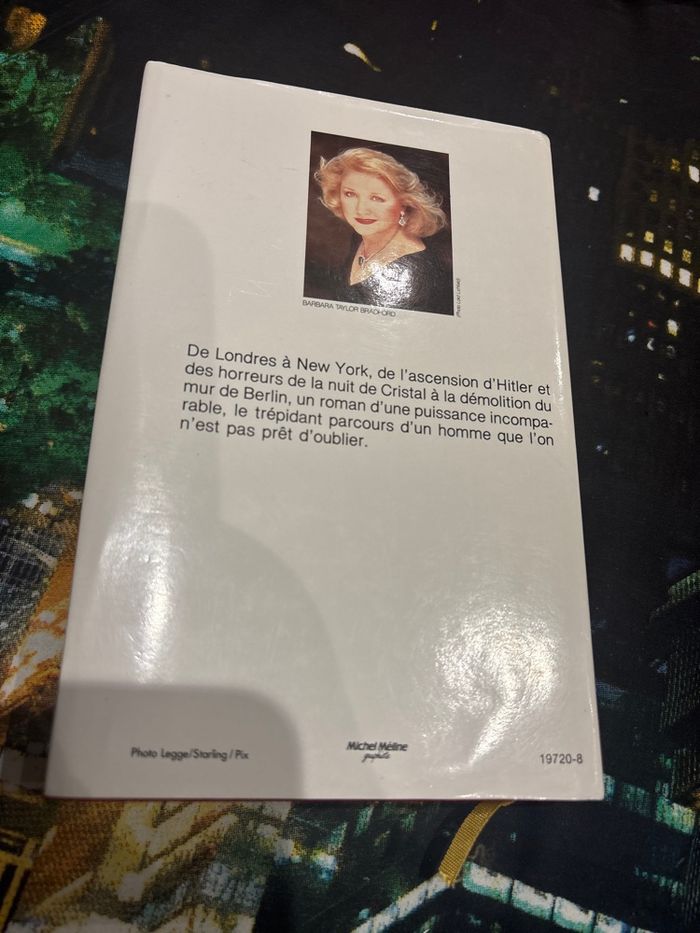 BARBARA TAYLOR BRADFORD
De Londres à New York, de l'ascension d'Hitler et
des horreurs de la nuit de Cristal à la démolition du
mur de Berlin, un roman d'une puissance incompa-
rable, le trépidant parcours d'un homme que l'on
n'est pas prêt d'oublier.
Photo Legge/Starling/Pix
Michel Méline
19720-8